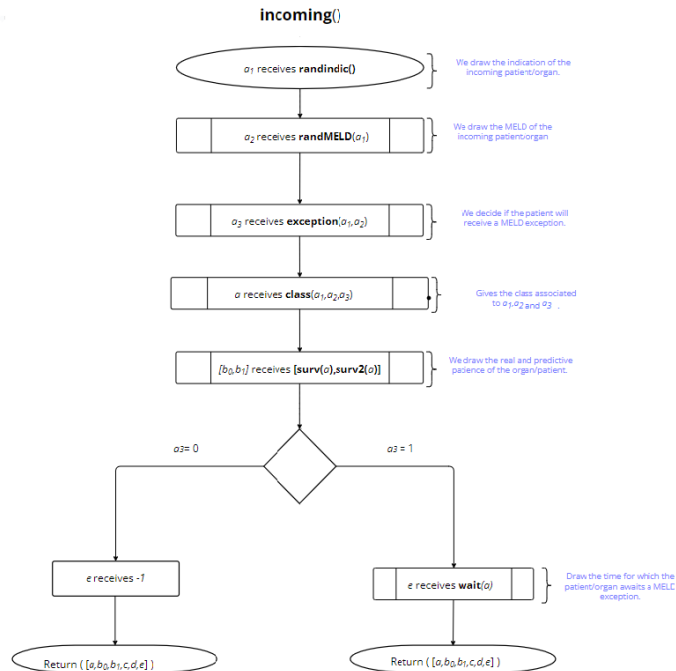 incoming()
a₁ receives randindic()
We draw the indication of the
incoming patient/organ.
a₂ receives randMELD(a₁)
We draw the MELD of the
incoming patient/organ
a₃ receives exception(a₁,a₂)
We decide if the patient will
receive a MELD exception.
a receives class(a₁,a₂,a₃)
Gives the class associated
to a₁,a₂ and a₃ .
[b₀,b₁] receives [surv(a),surv2(a)]
We draw the real and predictive
patience of the organ/patient.
a3= 0
a3 = 1
e receives -1
e receives wait(a)
Draw the time for which the
patient/organ awaits a MELD
exception.
Return ( [a,b₀,b₁,c,d,e] )
Return ( [a,b₀,b₁,c,d,e] )